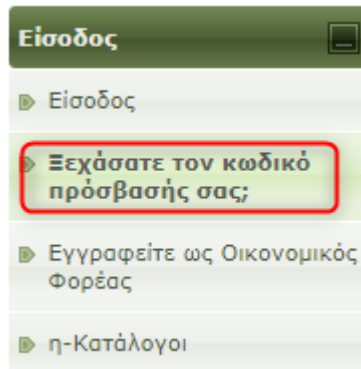 Είσοδος
Είσοδος
Ξεχάσατε τον κωδικό
πρόσβασής σας;
Εγγραφείτε ως Οικονομικός
Φορέας
η-Κατάλογοι